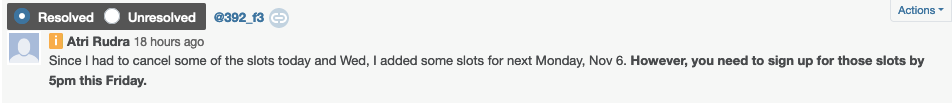 Resolved Unresolved @392_f3 Actions
i Atri Rudra 18 hours ago
Since I had to cancel some of the slots today and Wed, I added some slots for next Monday, Nov 6. However, you need to sign up for those slots by
5pm this Friday.